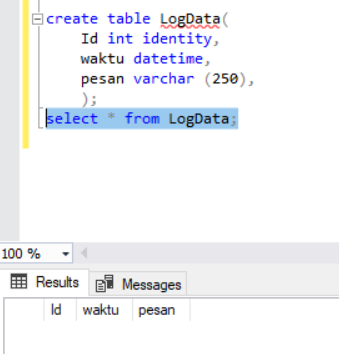 create table LogData(
Id int identity,
waktu datetime,
pesan varchar (250),
);
select * from LogData;
100 %
Results Messages
Id waktu pesan